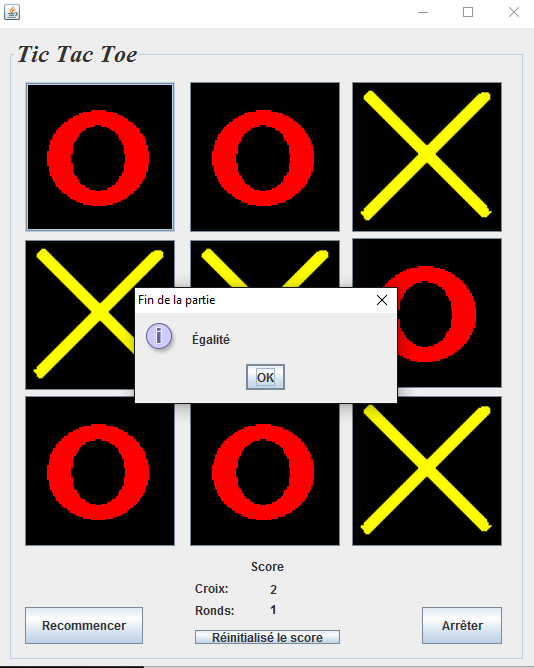 Tic Tac Toe
Fin de la partie
Égalité
OK
Score
Croix: 2
Ronds: 1
Recommencer
Réinitialisé le score
Arrêter